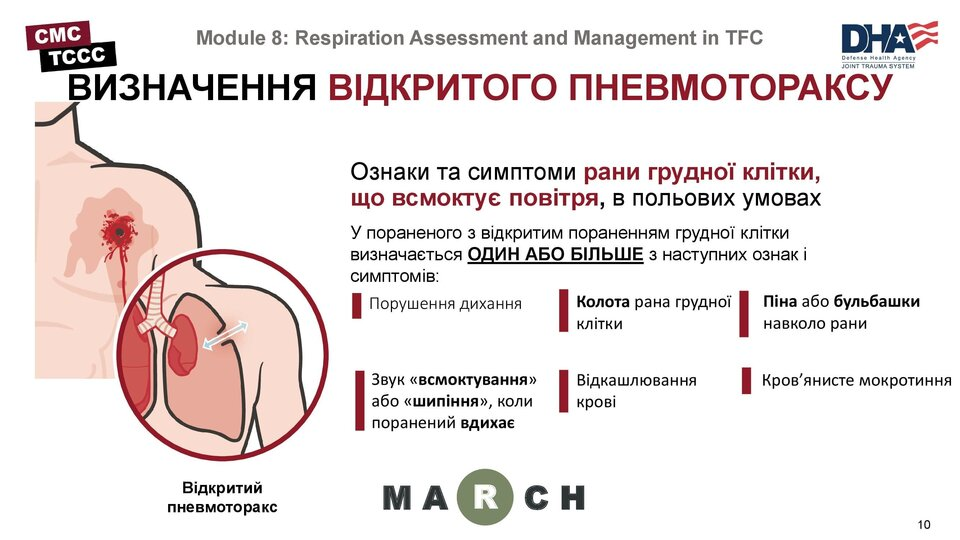 CMC
TCCC
Module 8: Respiration Assessment and Management in TFC
DHA
Defense Health Agency
JOINT TRAUMA SYSTEM
ВИЗНАЧЕННЯ ВІДКРИТОГО ПНЕВМОТОРАКСУ
Ознаки та симптоми рани грудної клітки,
що всмоктує повітря, в польових умовах
У пораненого з відкритим пораненням грудної клітки
визначається ОДИН АБО БІЛЬШЕ з наступних ознак і
симптомів:
Порушення дихання
Колота рана грудної
клітки
Піна або бульбашки
навколо рани
Звук «всмоктування»
або «шипіння», коли
поранений вдихає
Відкашлювання
крові
Кров’янисте мокротиння
Відкритий
пневмоторакс
MARCH
10